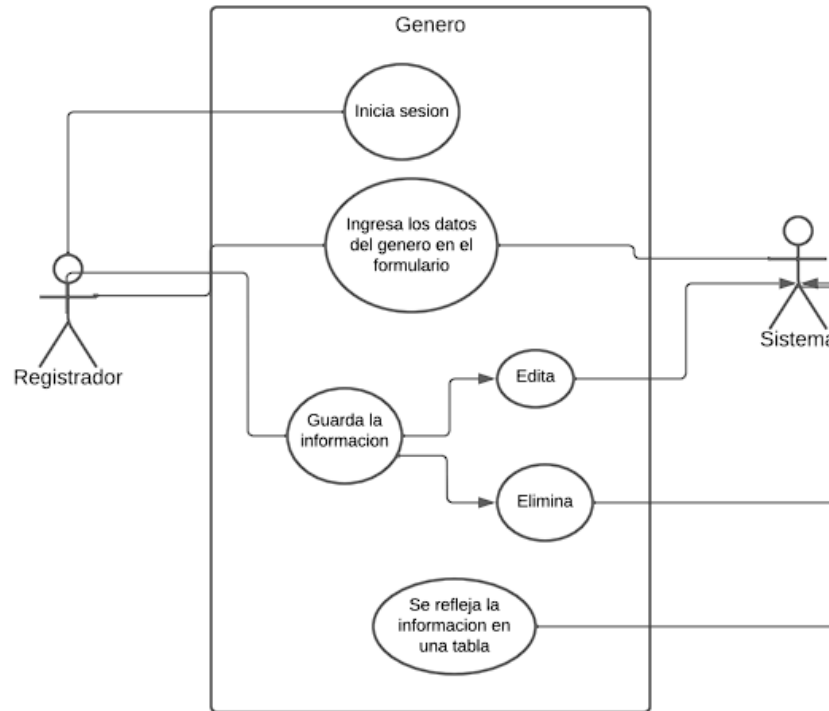 Genero
Inicia sesion
Ingresa los datos
del genero en el
formulario
Registrador
Sistema
Guarda la
informacion
Edita
Elimina
Se refleja la
informacion en
una tabla